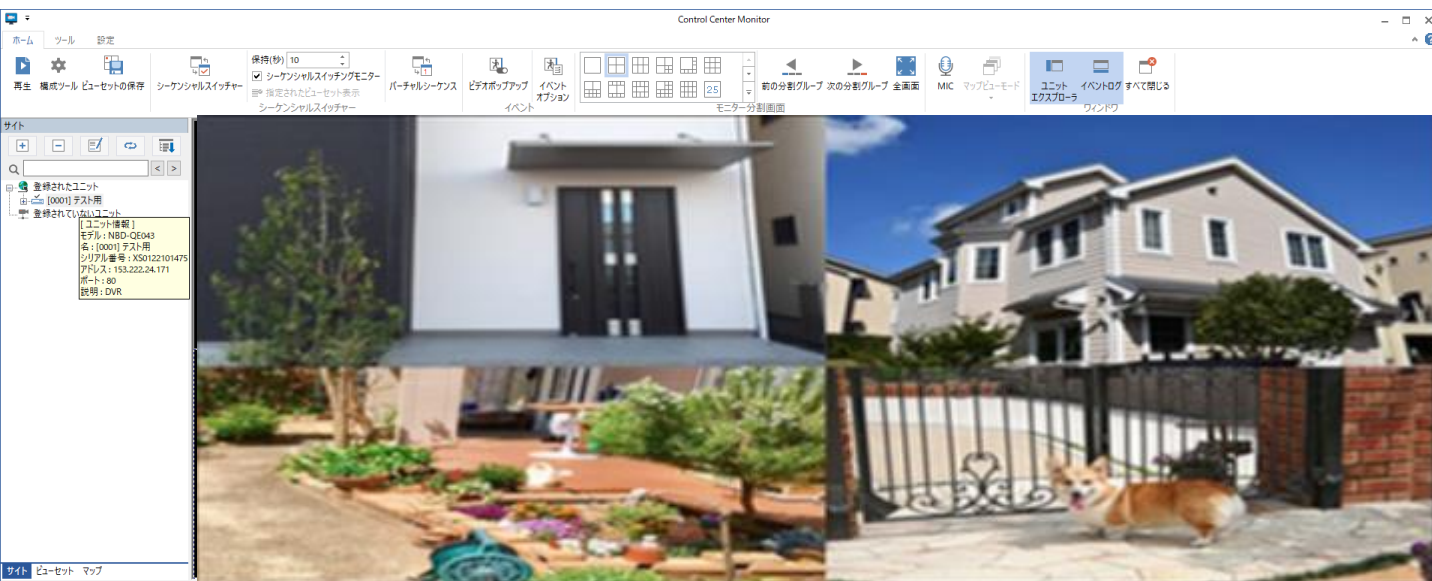 Control Center Monitor
ホーム ツール 設定
保持(秒) 10
シーケンシャルスイッチングモニター
指定されたビューセット表示
再生 構成ツール ビューセットの保存 シーケンシャルスイッチャー バーチャルシーケンス ビデオポップアップ イベント オプション 25 前の分割グループ 次の分割グループ 全画面 MIC マップビューモード ユニット エクスプローラ イベントログ すべて閉じる
シーケンシャルスイッチャー イベント モニター分割画面 ウィンドウ
サイト
< >
登録されたユニット
[0001] テスト用
登録されていないユニット
[ ユニット情報 ]
モデル : NBD-QE043
名 : [0001] テスト用
シリアル番号 : XS0122101475
アドレス : 153.222.24.171
ポート : 80
説明 : DVR
サイト ビューセット マップ